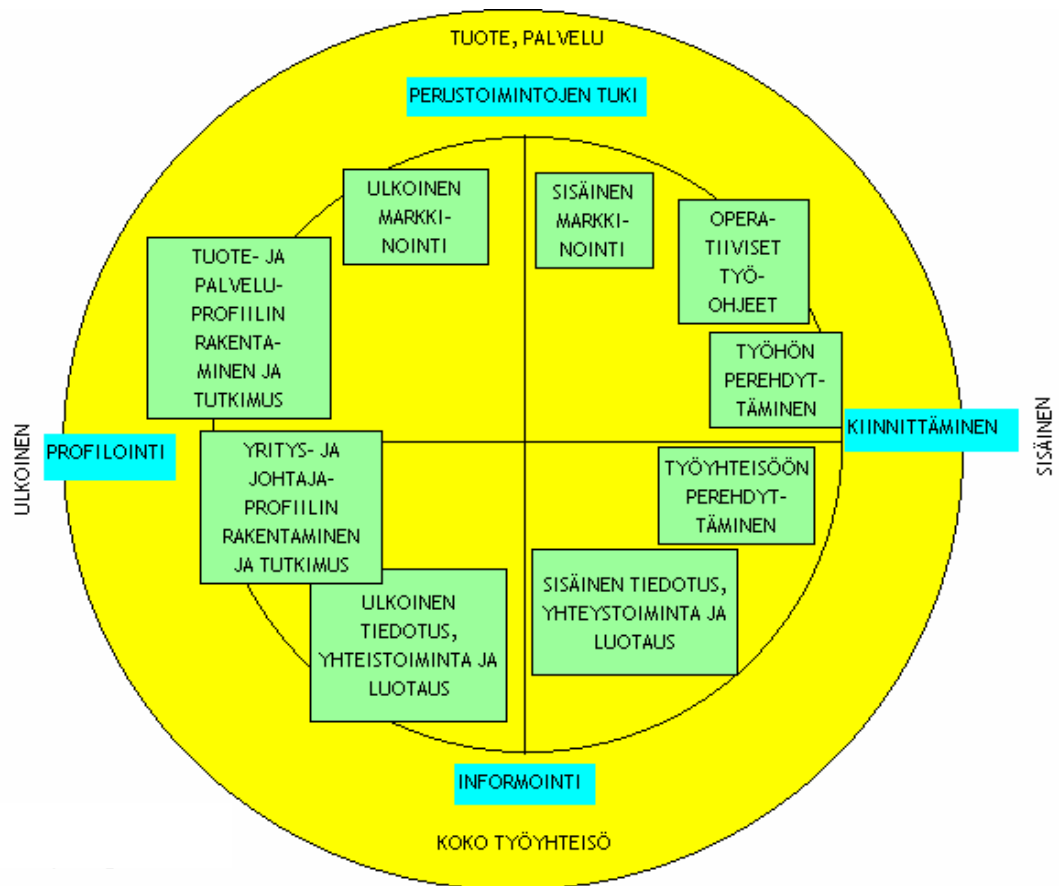 TUOTE, PALVELU
PERUSTOIMINTOJEN TUKI
ULKOINEN
MARKKI-
NOINTI
SISÄINEN
MARKKI-
NOINTI
OPERA-
TIIVISET
TYÖ-
OHJEET
TUOTE- JA
PALVELU-
PROFIILIN
RAKENTA-
MINEN JA
TUTKIMUS
TYÖHÖN
PEREHDYT-
TÄMINEN
ULKOINEN
PROFILOINTI
KIINNITTÄMINEN
SISÄINEN
YRITYS- JA
JOHTAJA-
PROFIILIN
RAKENTAMINEN
JA TUTKIMUS
TYÖYHTEISÖÖN
PEREHDYT-
TÄMINEN
ULKOINEN
TIEDOTUS,
YHTEISTOIMINTA JA
LUOTAUS
SISÄINEN TIEDOTUS,
YHTEYSTOIMINTA JA
LUOTAUS
INFORMOINTI
KOKO TYÖYHTEISÖ